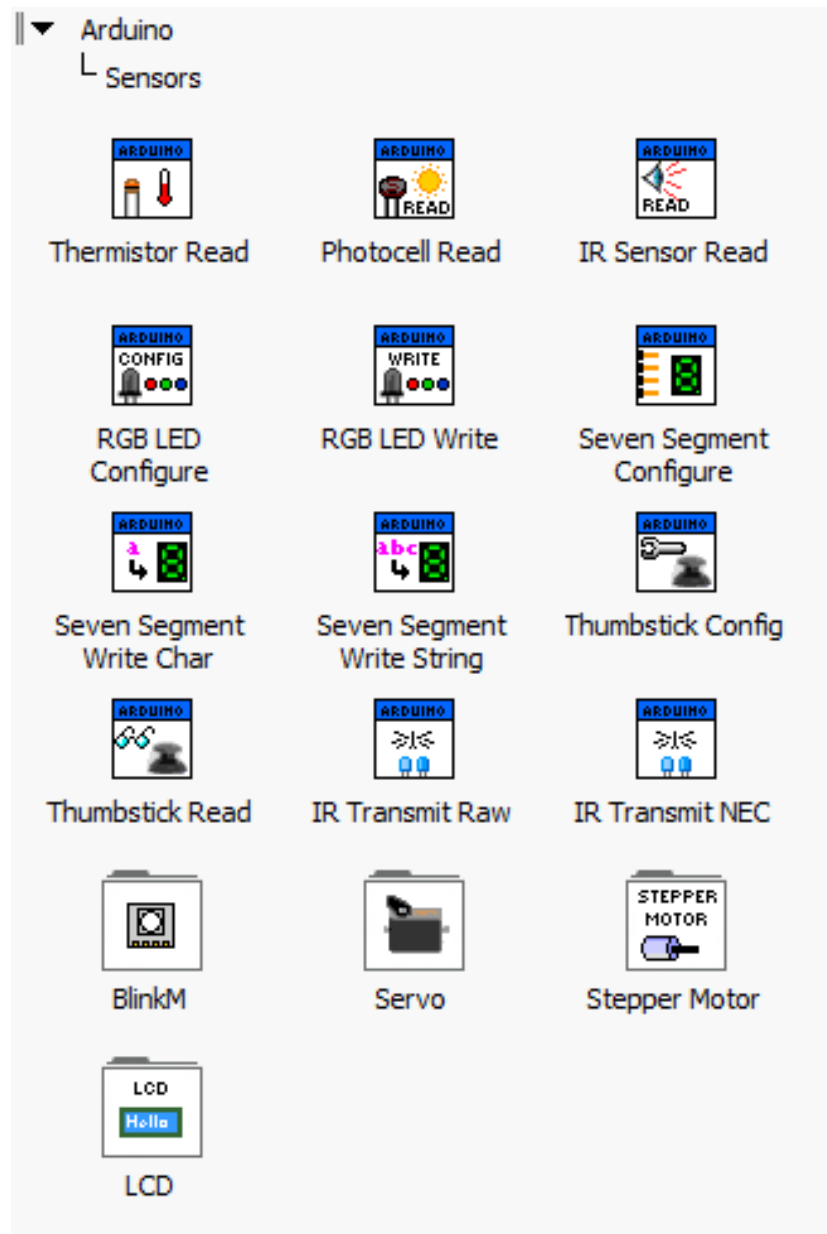 Arduino
Sensors
ARDUINO ARDUINO ARDUINO
READ READ
Thermistor Read Photocell Read IR Sensor Read
ARDUINO ARDUINO ARDUINO
CONFIG WRITE
RGB LED RGB LED Write Seven Segment
Configure Configure
ARDUINO ARDUINO ARDUINO
a abc
Seven Segment Seven Segment Thumbstick Config
Write Char Write String
ARDUINO ARDUINO ARDUINO
Thumbstick Read IR Transmit Raw IR Transmit NEC
STEPPER
MOTOR
BlinkM Servo Stepper Motor
LCD
Hello
LCD